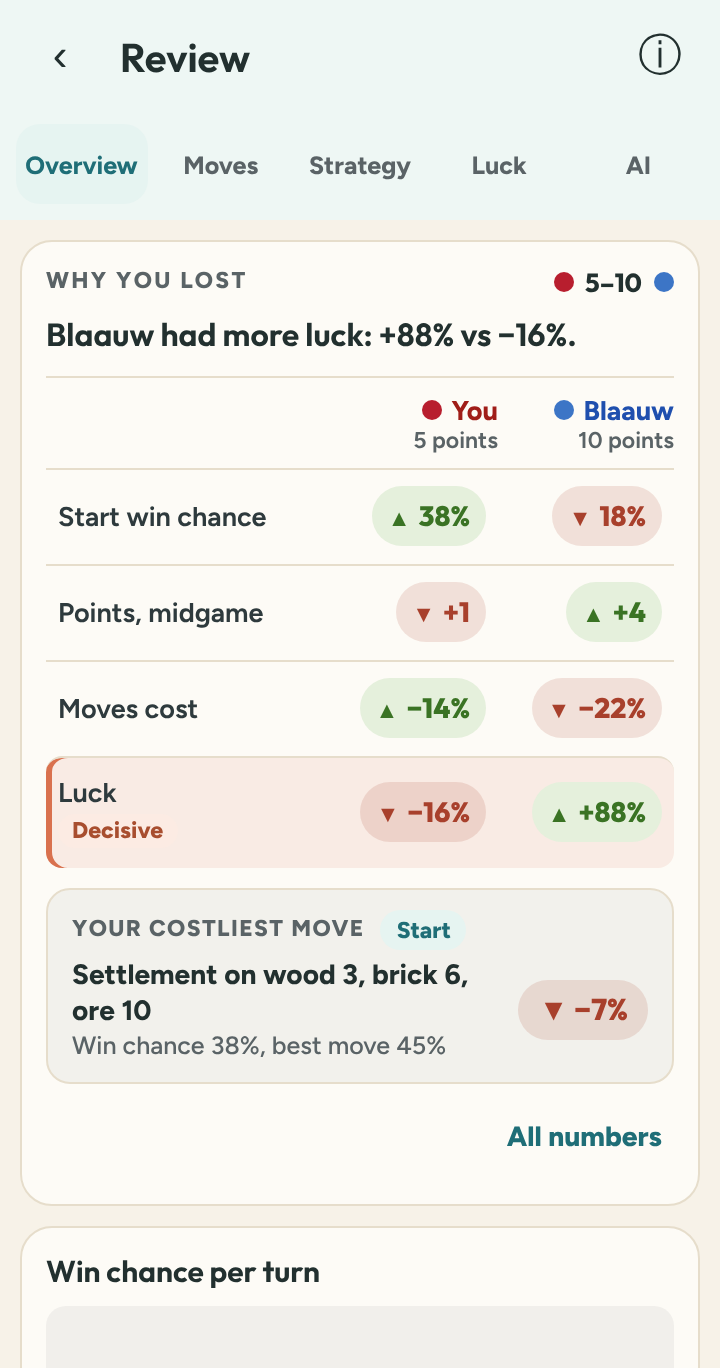 ‹ Review ⓘ
Overview Moves Strategy Luck AI
WHY YOU LOST 5–10
Blaauw had more luck: +88% vs −16%.
You Blaauw
5 points 10 points
Start win chance ▲ 38% ▼ 18%
Points, midgame ▼ +1 ▲ +4
Moves cost ▲ −14% ▼ −22%
Luck
Decisive ▼ −16% ▲ +88%
YOUR COSTLIEST MOVE Start
Settlement on wood 3, brick 6,
ore 10
▼ −7%
Win chance 38%, best move 45%
All numbers
Win chance per turn